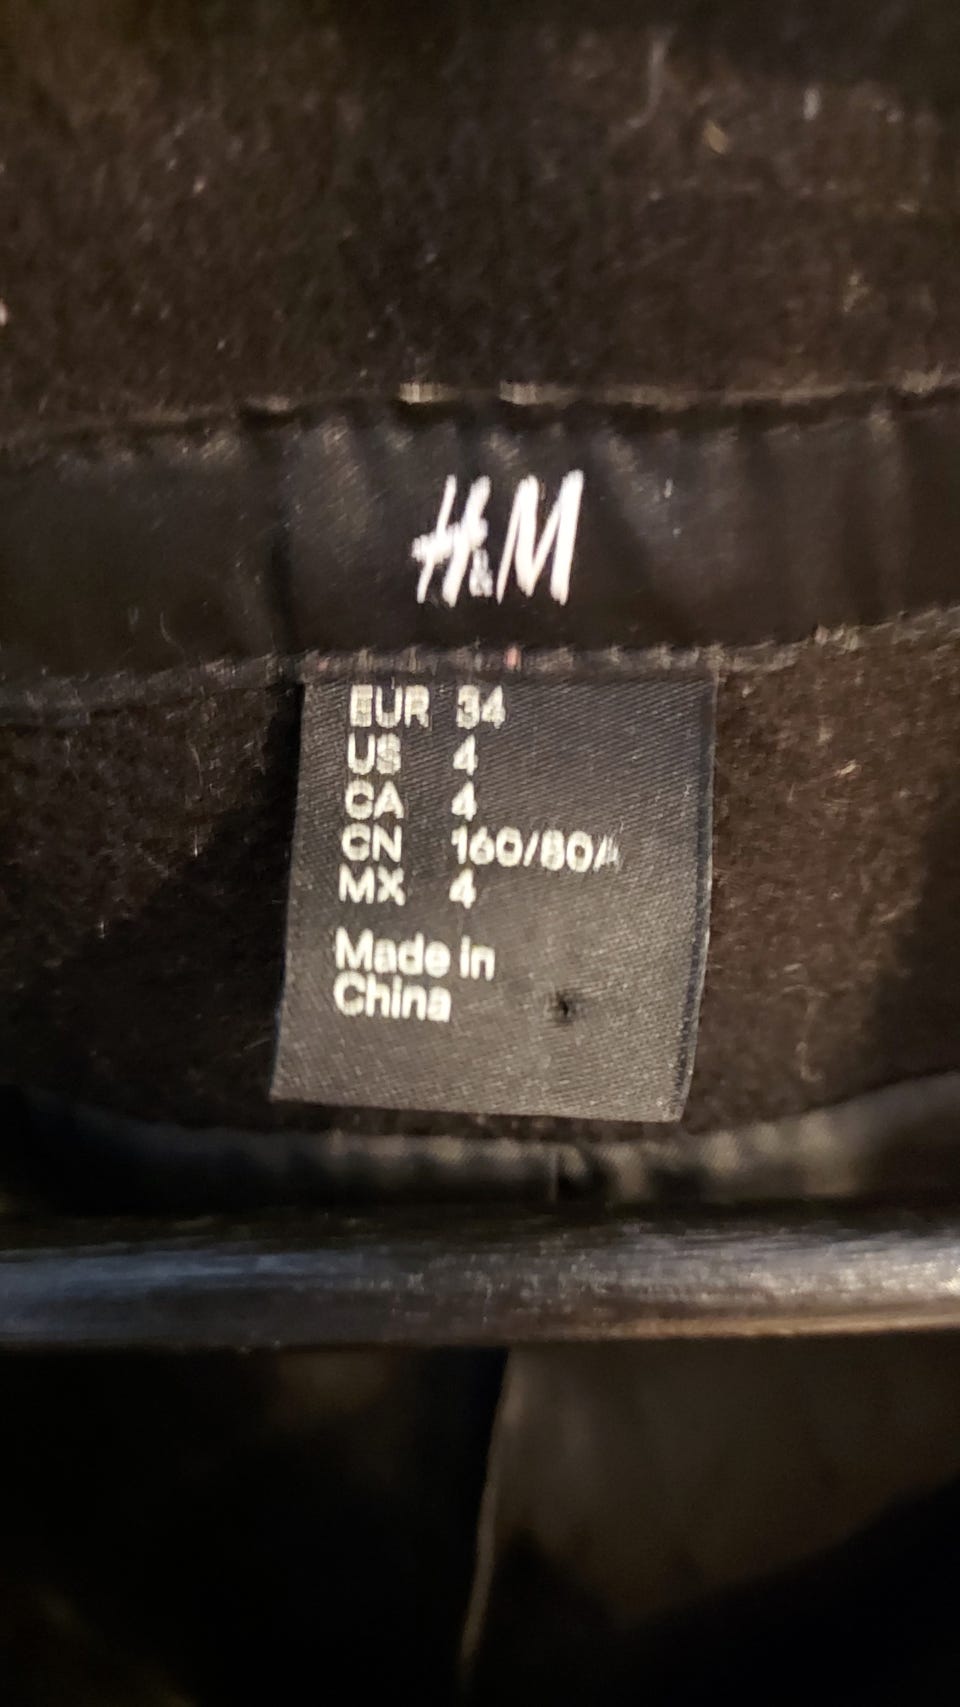 H&M
EUR 34
US 4
CA 4
CN 160/80A
MX 4
Made in
China